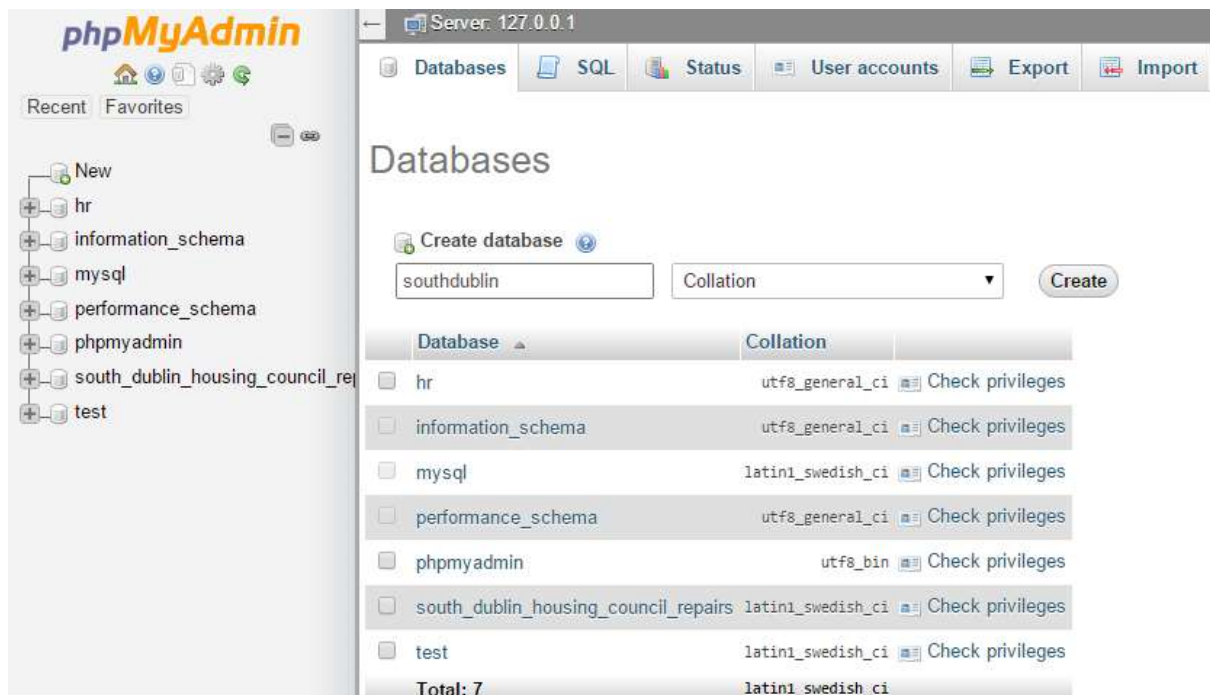 phpMyAdmin
Recent Favorites
New
hr
information_schema
mysql
performance_schema
phpmyadmin
south_dublin_housing_council_rep
test
Server: 127.0.0.1
Databases SQL Status User accounts Export Import
Databases
Create database
southdublin Collation Create
Database Collation
hr utf8_general_ci Check privileges
information_schema utf8_general_ci Check privileges
mysql latin1_swedish_ci Check privileges
performance_schema utf8_general_ci Check privileges
phpmyadmin utf8_bin Check privileges
south_dublin_housing_council_repairs latin1_swedish_ci Check privileges
test latin1_swedish_ci Check privileges
Total: 7 latin1_swedish_ci